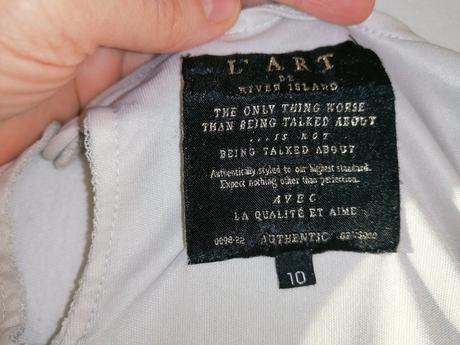 L'ART
DE
RIVER ISLAND
THE ONLY THING WORSE
THAN BEING TALKED ABOUT
...IS NOT
BEING TALKED ABOUT
Authentically styled to our highest standard.
Expect nothing other than perfection.
AVEC
LA QUALITÉ ET AIME
AUTHENTIC
10